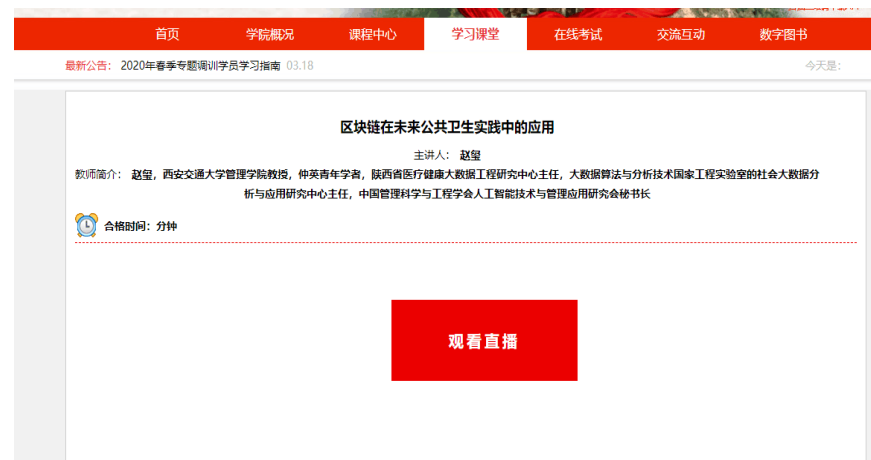 首页 学院概况 课程中心 学习课堂 在线考试 交流互动 数字图书
最新公告： 2020年春季专题调训学员学习指南 03.18 今天是：
区块链在未来公共卫生实践中的应用
主讲人： 赵玺
教师简介： 赵玺，西安交通大学管理学院教授，仲英青年学者，陕西省医疗健康大数据工程研究中心主任，大数据算法与分析技术国家工程实验室的社会大数据分
析与应用研究中心主任，中国管理科学与工程学会人工智能技术与管理应用研究会秘书长
合格时间：分钟
观看直播